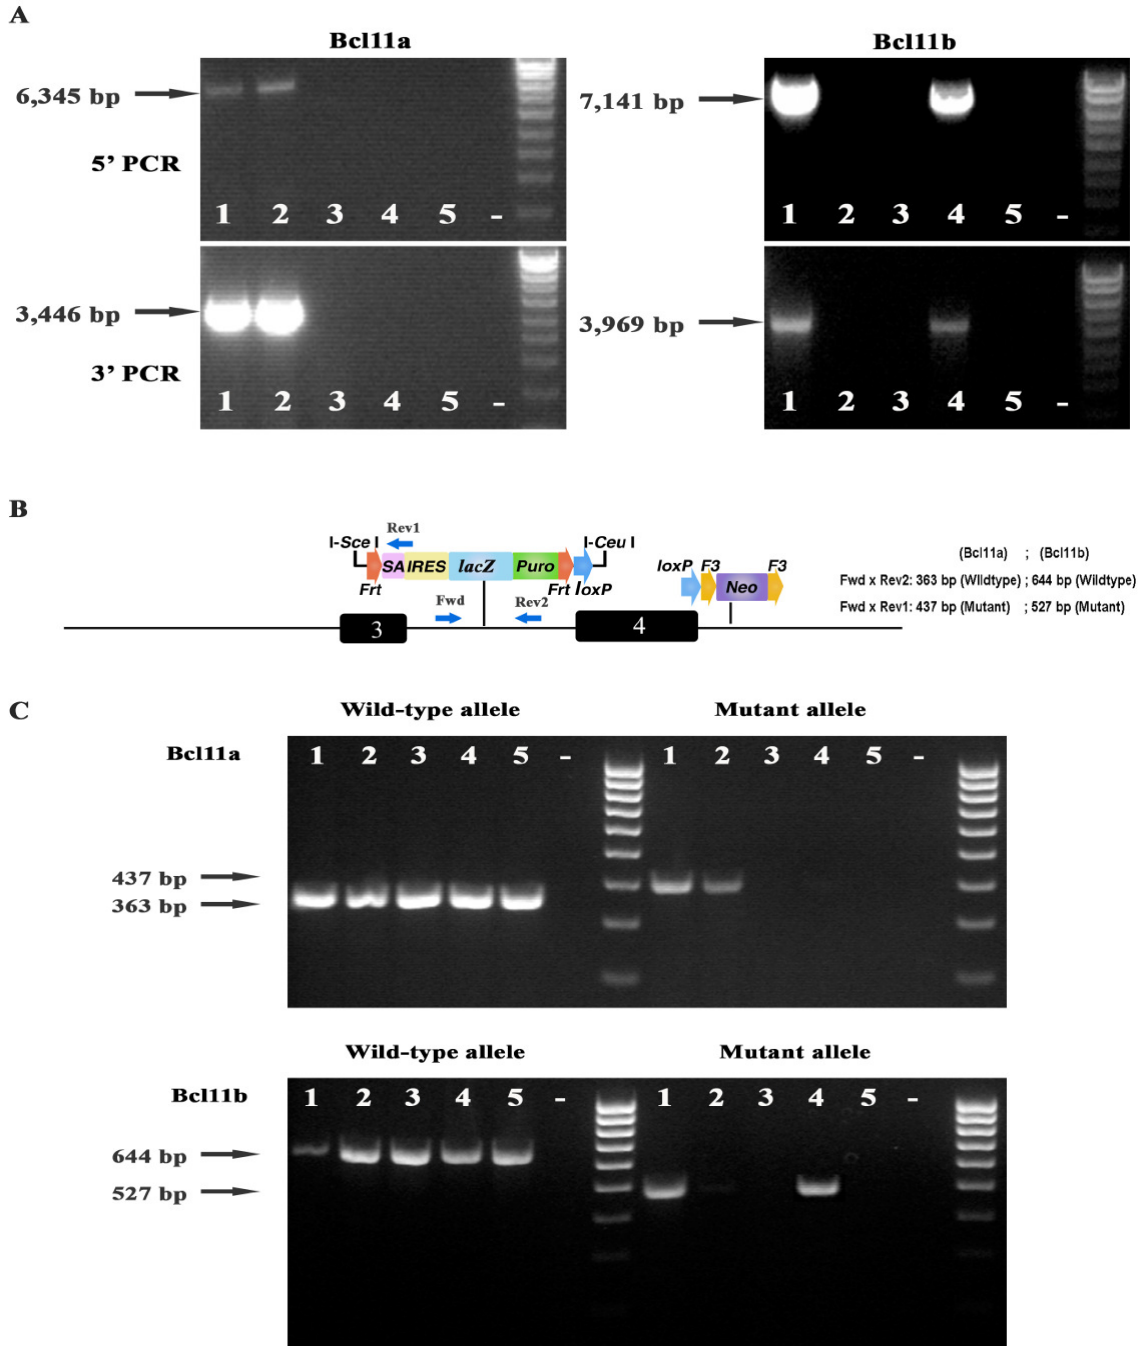 A
Bcl11a
Bcl11b
6,345 bp
7,141 bp
5’ PCR
1 2 3 4 5 -
1 2 3 4 5 -
3,446 bp
3,969 bp
3’ PCR
1 2 3 4 5 -
1 2 3 4 5 -
B
I-Sce I
Rev1
I-Ceu I
SA IRES lacZ Puro
Frt
Frt loxP
loxP F3 F3
Neo
Fwd
Rev2
3
4
(Bcl11a) ; (Bcl11b)
Fwd x Rev2: 363 bp (Wildtype) ; 644 bp (Wildtype)
Fwd x Rev1: 437 bp (Mutant) ; 527 bp (Mutant)
C
Wild-type allele Mutant allele
Bcl11a
1 2 3 4 5 - 1 2 3 4 5 -
437 bp
363 bp
Wild-type allele Mutant allele
Bcl11b
1 2 3 4 5 - 1 2 3 4 5 -
644 bp
527 bp